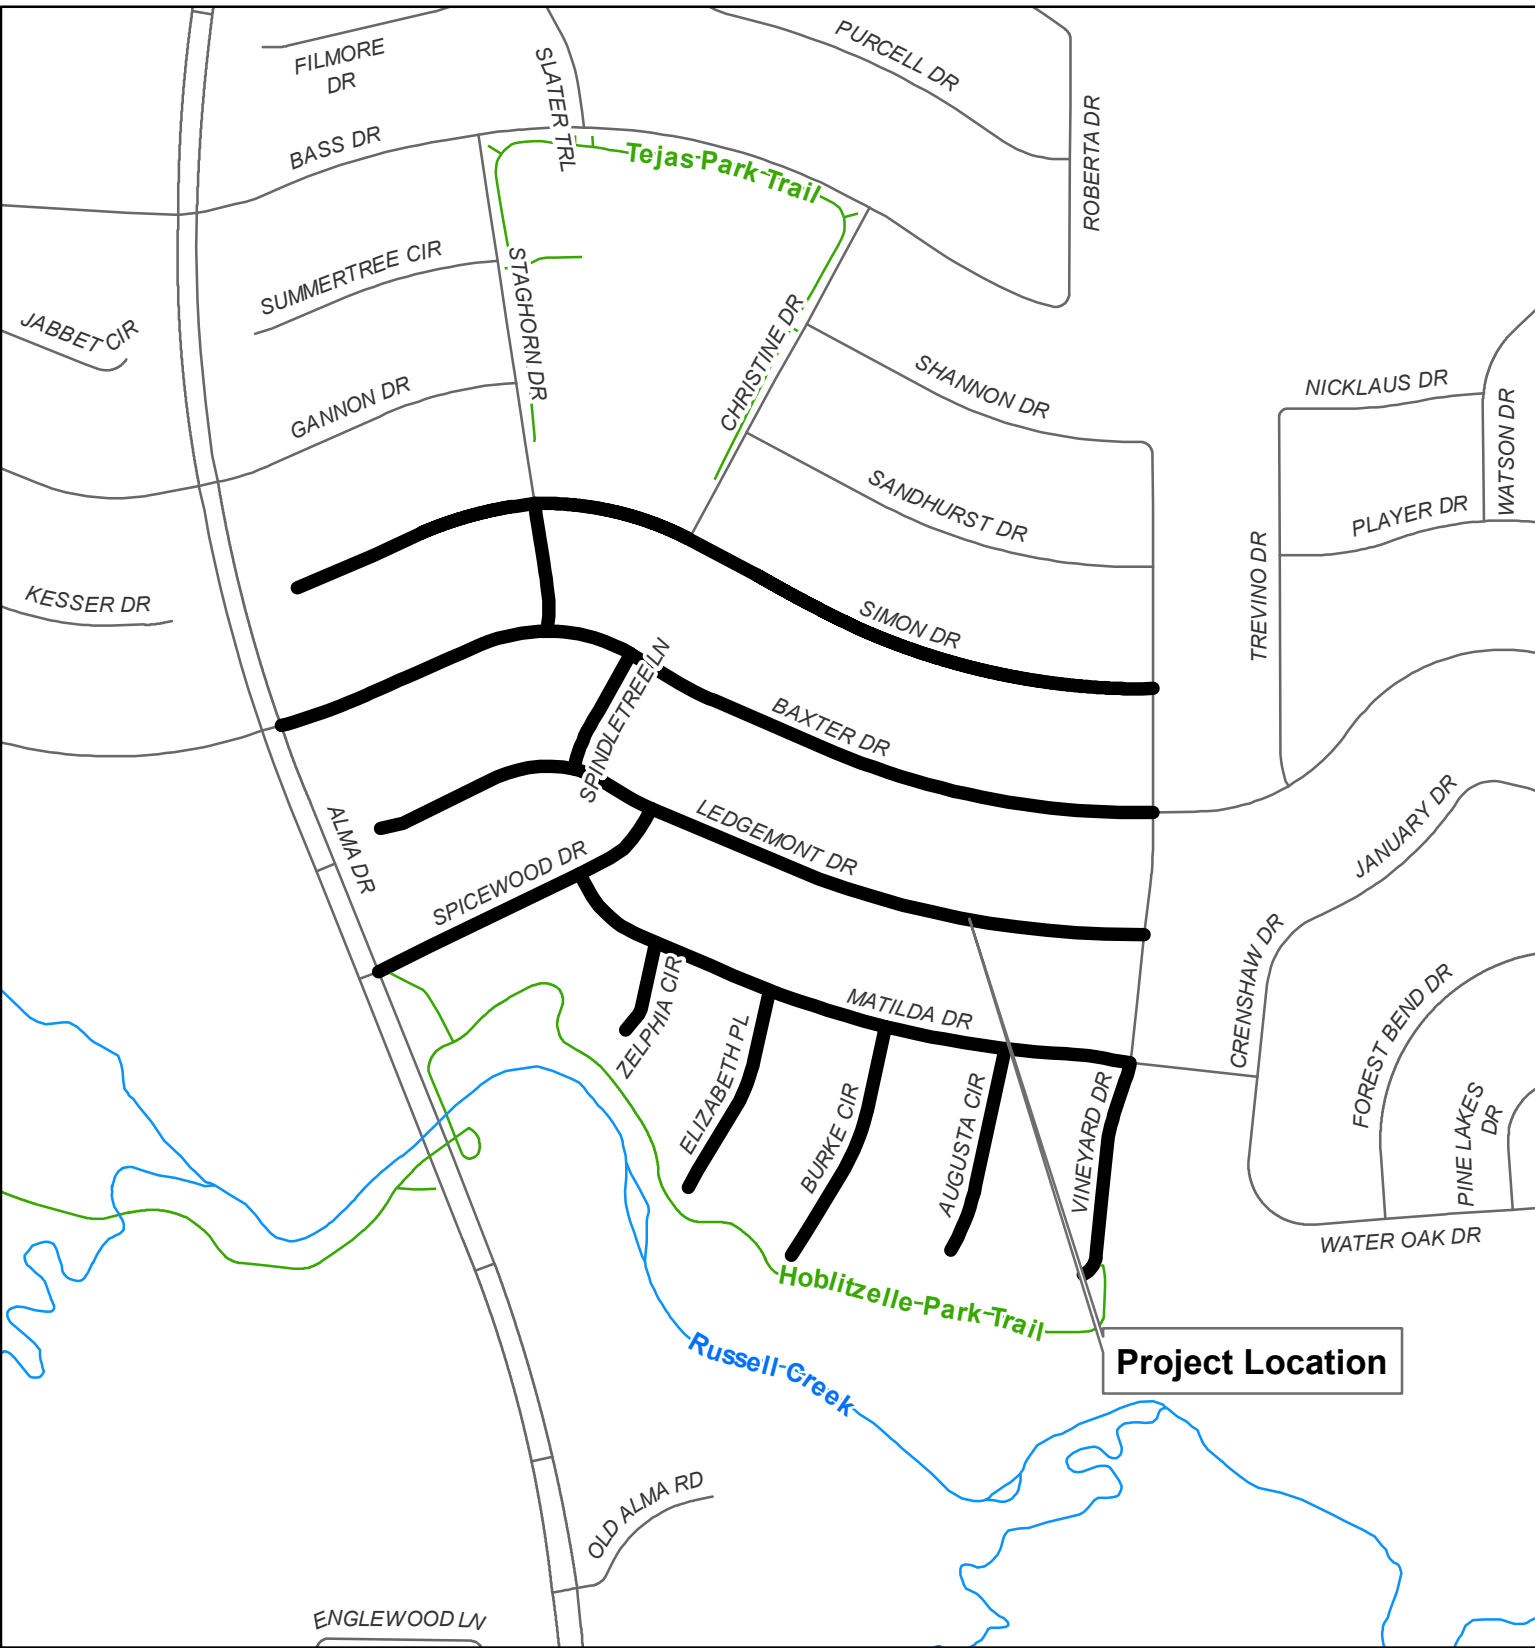 FILMORE
DR
SLATER TRL
PURCELL DR
ROBERTA DR
BASS DR
Tejas Park Trail
SUMMERTREE CIR
STAGHORN DR
JABBET CIR
CHRISTINE DR
SHANNON DR
NICKLAUS DR
WATSON DR
GANNON DR
SANDHURST DR
PLAYER DR
TREVINO DR
KESSER DR
SIMON DR
SPINDLETREE LN
BAXTER DR
ALMA DR
LEDGEMONT DR
JANUARY DR
SPICEWOOD DR
CRENSHAW DR
FOREST BEND DR
ZELPHIA CIR
MATILDA DR
ELIZABETH PL
BURKE CIR
AUGUSTA CIR
VINEYARD DR
PINE LAKES
DR
WATER OAK DR
Hoblitzelle Park Trail
Russell Creek
Project Location
OLD ALMA RD
ENGLEWOOD LN